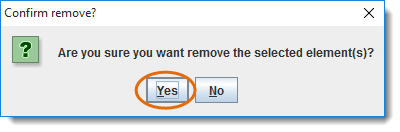 Confirm remove?
? Are you sure you want remove the selected element(s)?
Yes No